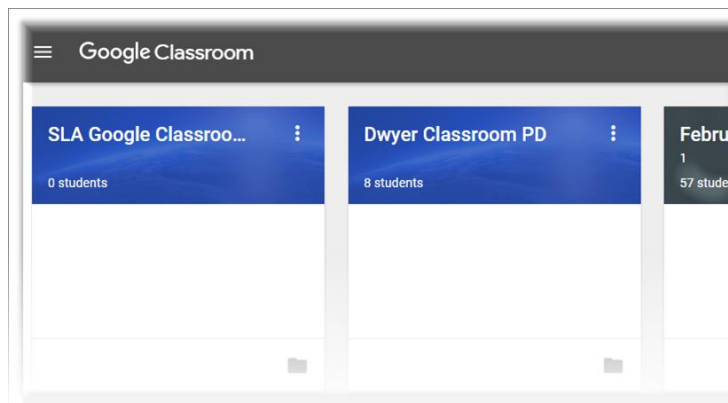 Google Classroom
SLA Google Classroo...
0 students
Dwyer Classroom PD
8 students
Febru
1
57 stude